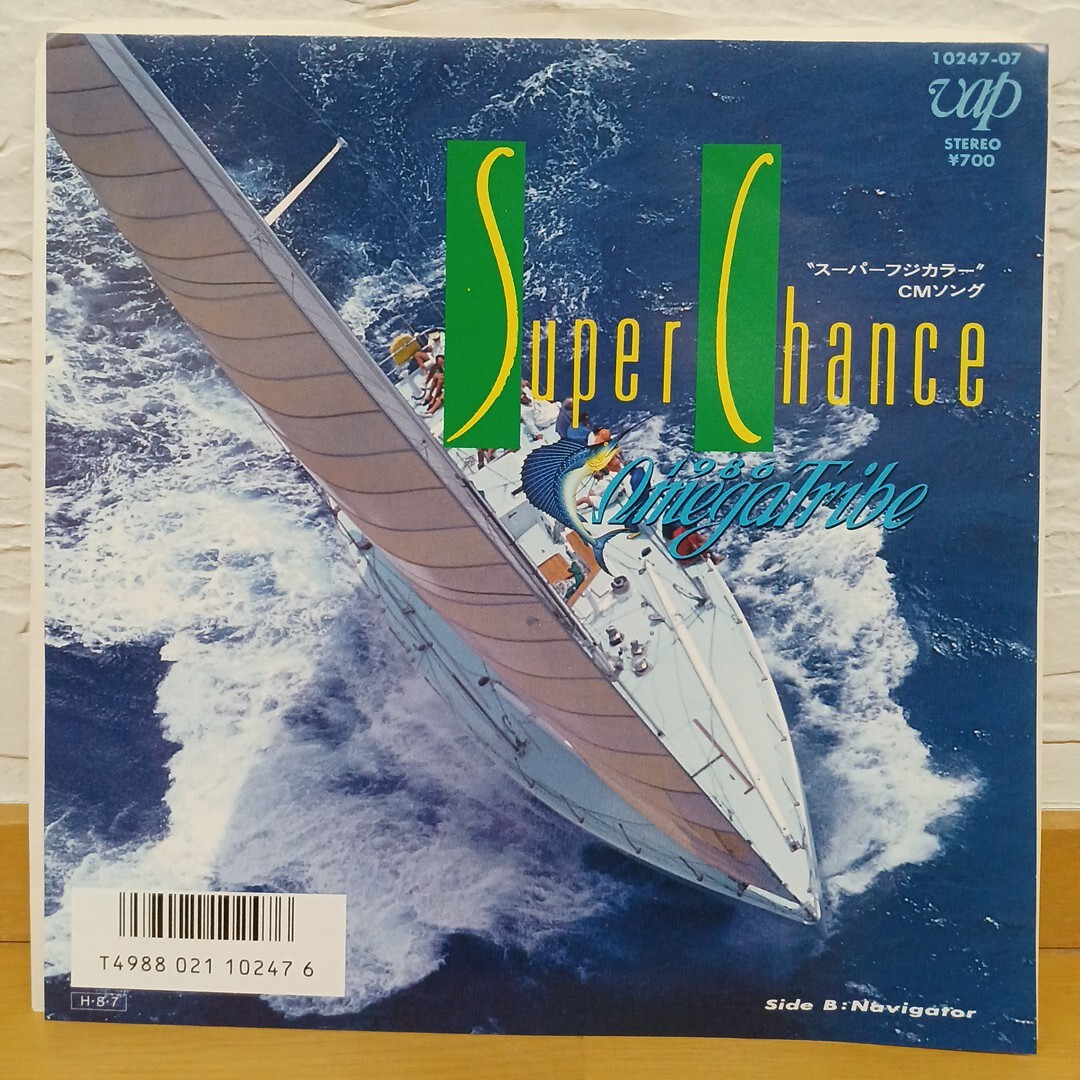 10247-07
vap
STEREO
¥700
〝スーパーフジカラー〟
CMソング
Super Chance
1986
OmegaTribe
T4988 021 10247 6
H·8·7
Side B : Navigator